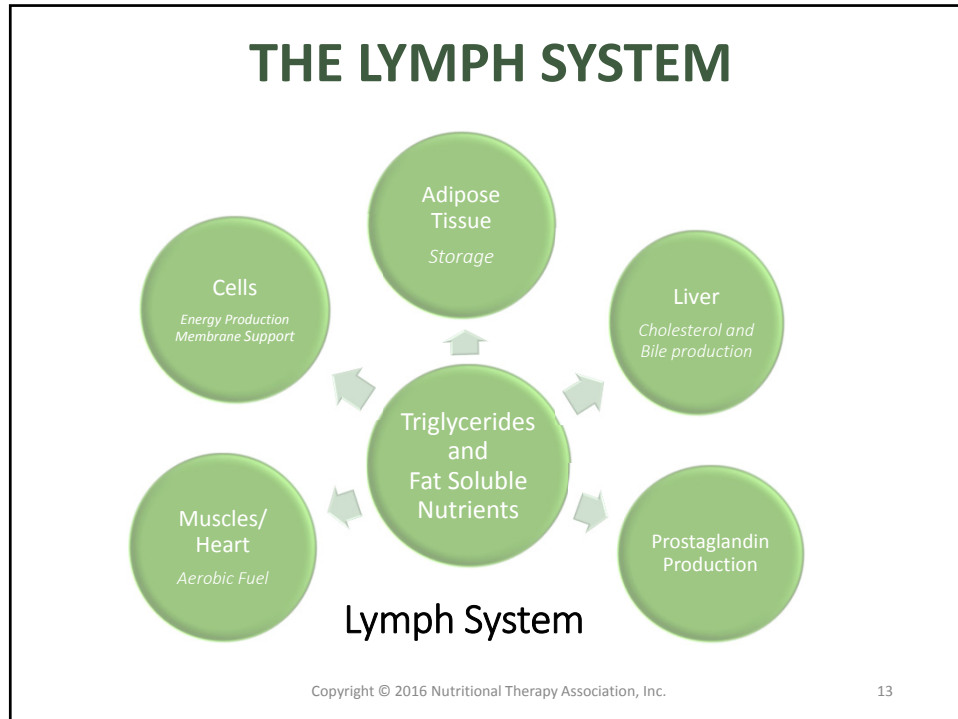 THE LYMPH SYSTEM
Adipose
Tissue
Storage
Cells
Energy Production
Membrane Support
Liver
Cholesterol and
Bile production
Triglycerides
and
Fat Soluble
Nutrients
Muscles/
Heart
Aerobic Fuel
Prostaglandin
Production
Lymph System
Copyright © 2016 Nutritional Therapy Association, Inc.
13